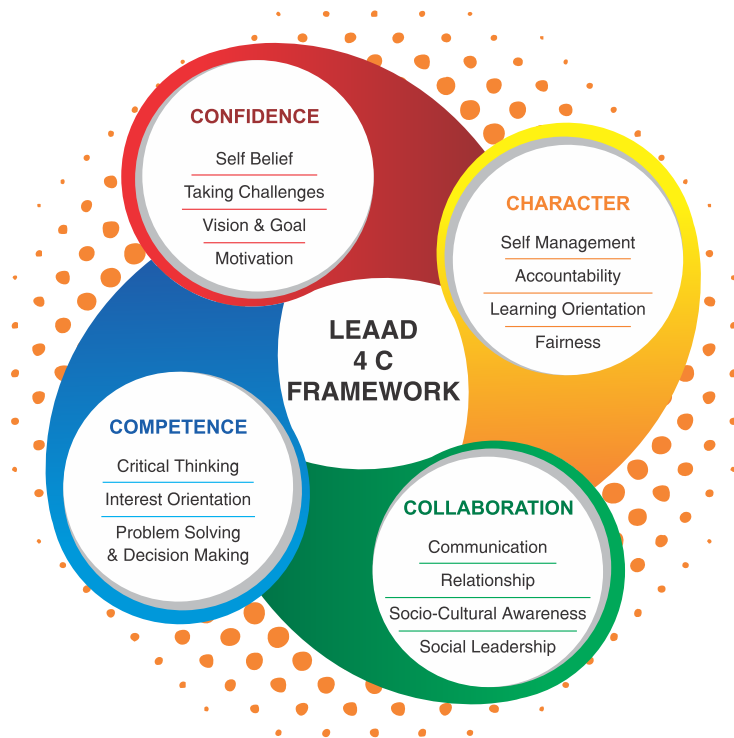 CONFIDENCE
Self Belief
Taking Challenges
Vision & Goal
Motivation
CHARACTER
Self Management
Accountability
Learning Orientation
Fairness
LEAAD
4 C
FRAMEWORK
COMPETENCE
Critical Thinking
Interest Orientation
Problem Solving
& Decision Making
COLLABORATION
Communication
Relationship
Socio-Cultural Awareness
Social Leadership